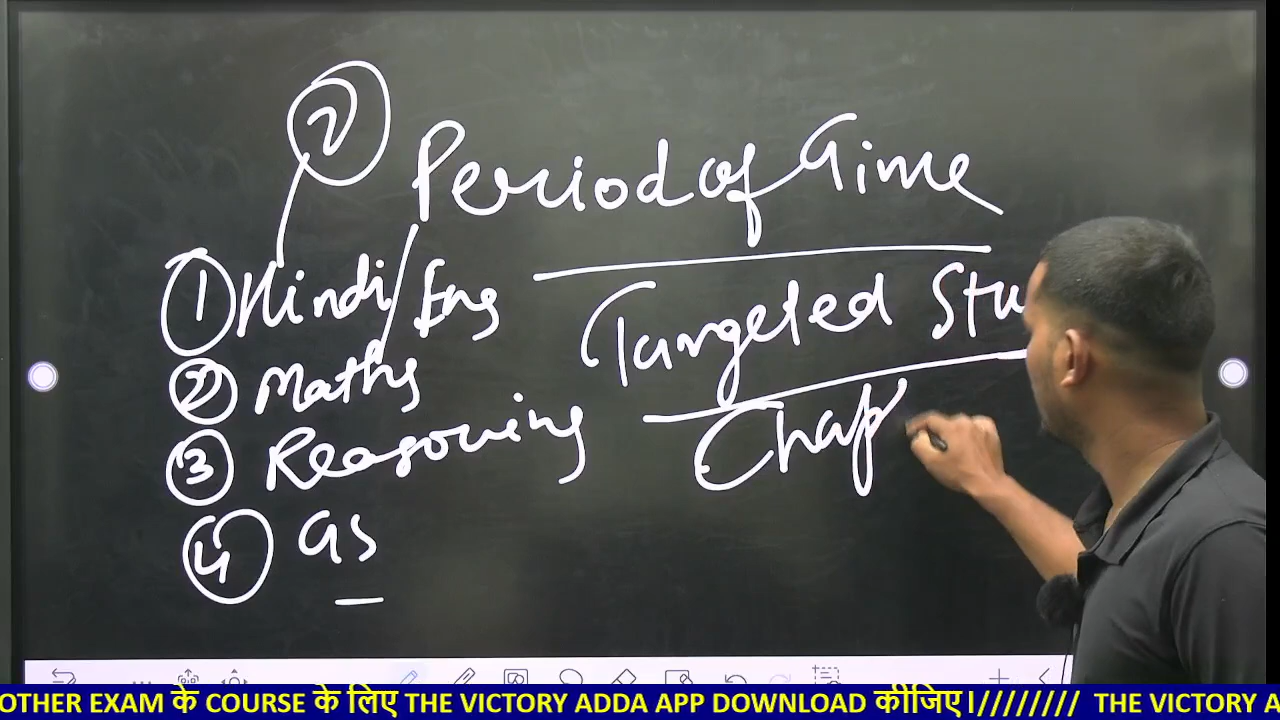 2 Period of Time
1 Hindi/Eng
Targeted Stu
2 Maths
3 Reasoning
Chap
4 GS
OTHER EXAM के COURSE के लिए THE VICTORY ADDA APP DOWNLOAD कीजिए।//////// THE VICTORY A